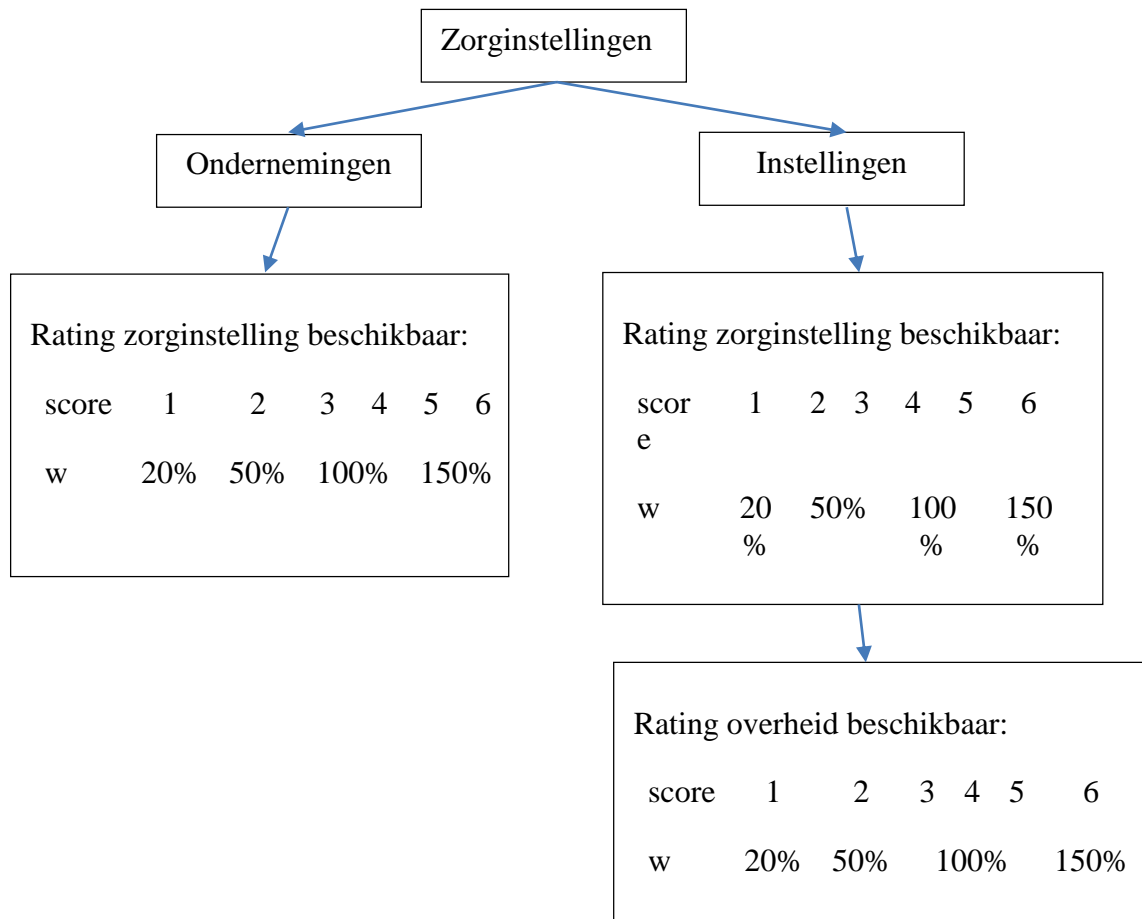 Zorginstellingen
Ondernemingen
Instellingen
Rating zorginstelling beschikbaar:
score 1 2 3 4 5 6
w 20% 50% 100% 150%
Rating zorginstelling beschikbaar:
scor 1 2 3 4 5 6
e
w 20 50% 100 150
% % %
Rating overheid beschikbaar:
score 1 2 3 4 5 6
w 20% 50% 100% 150%